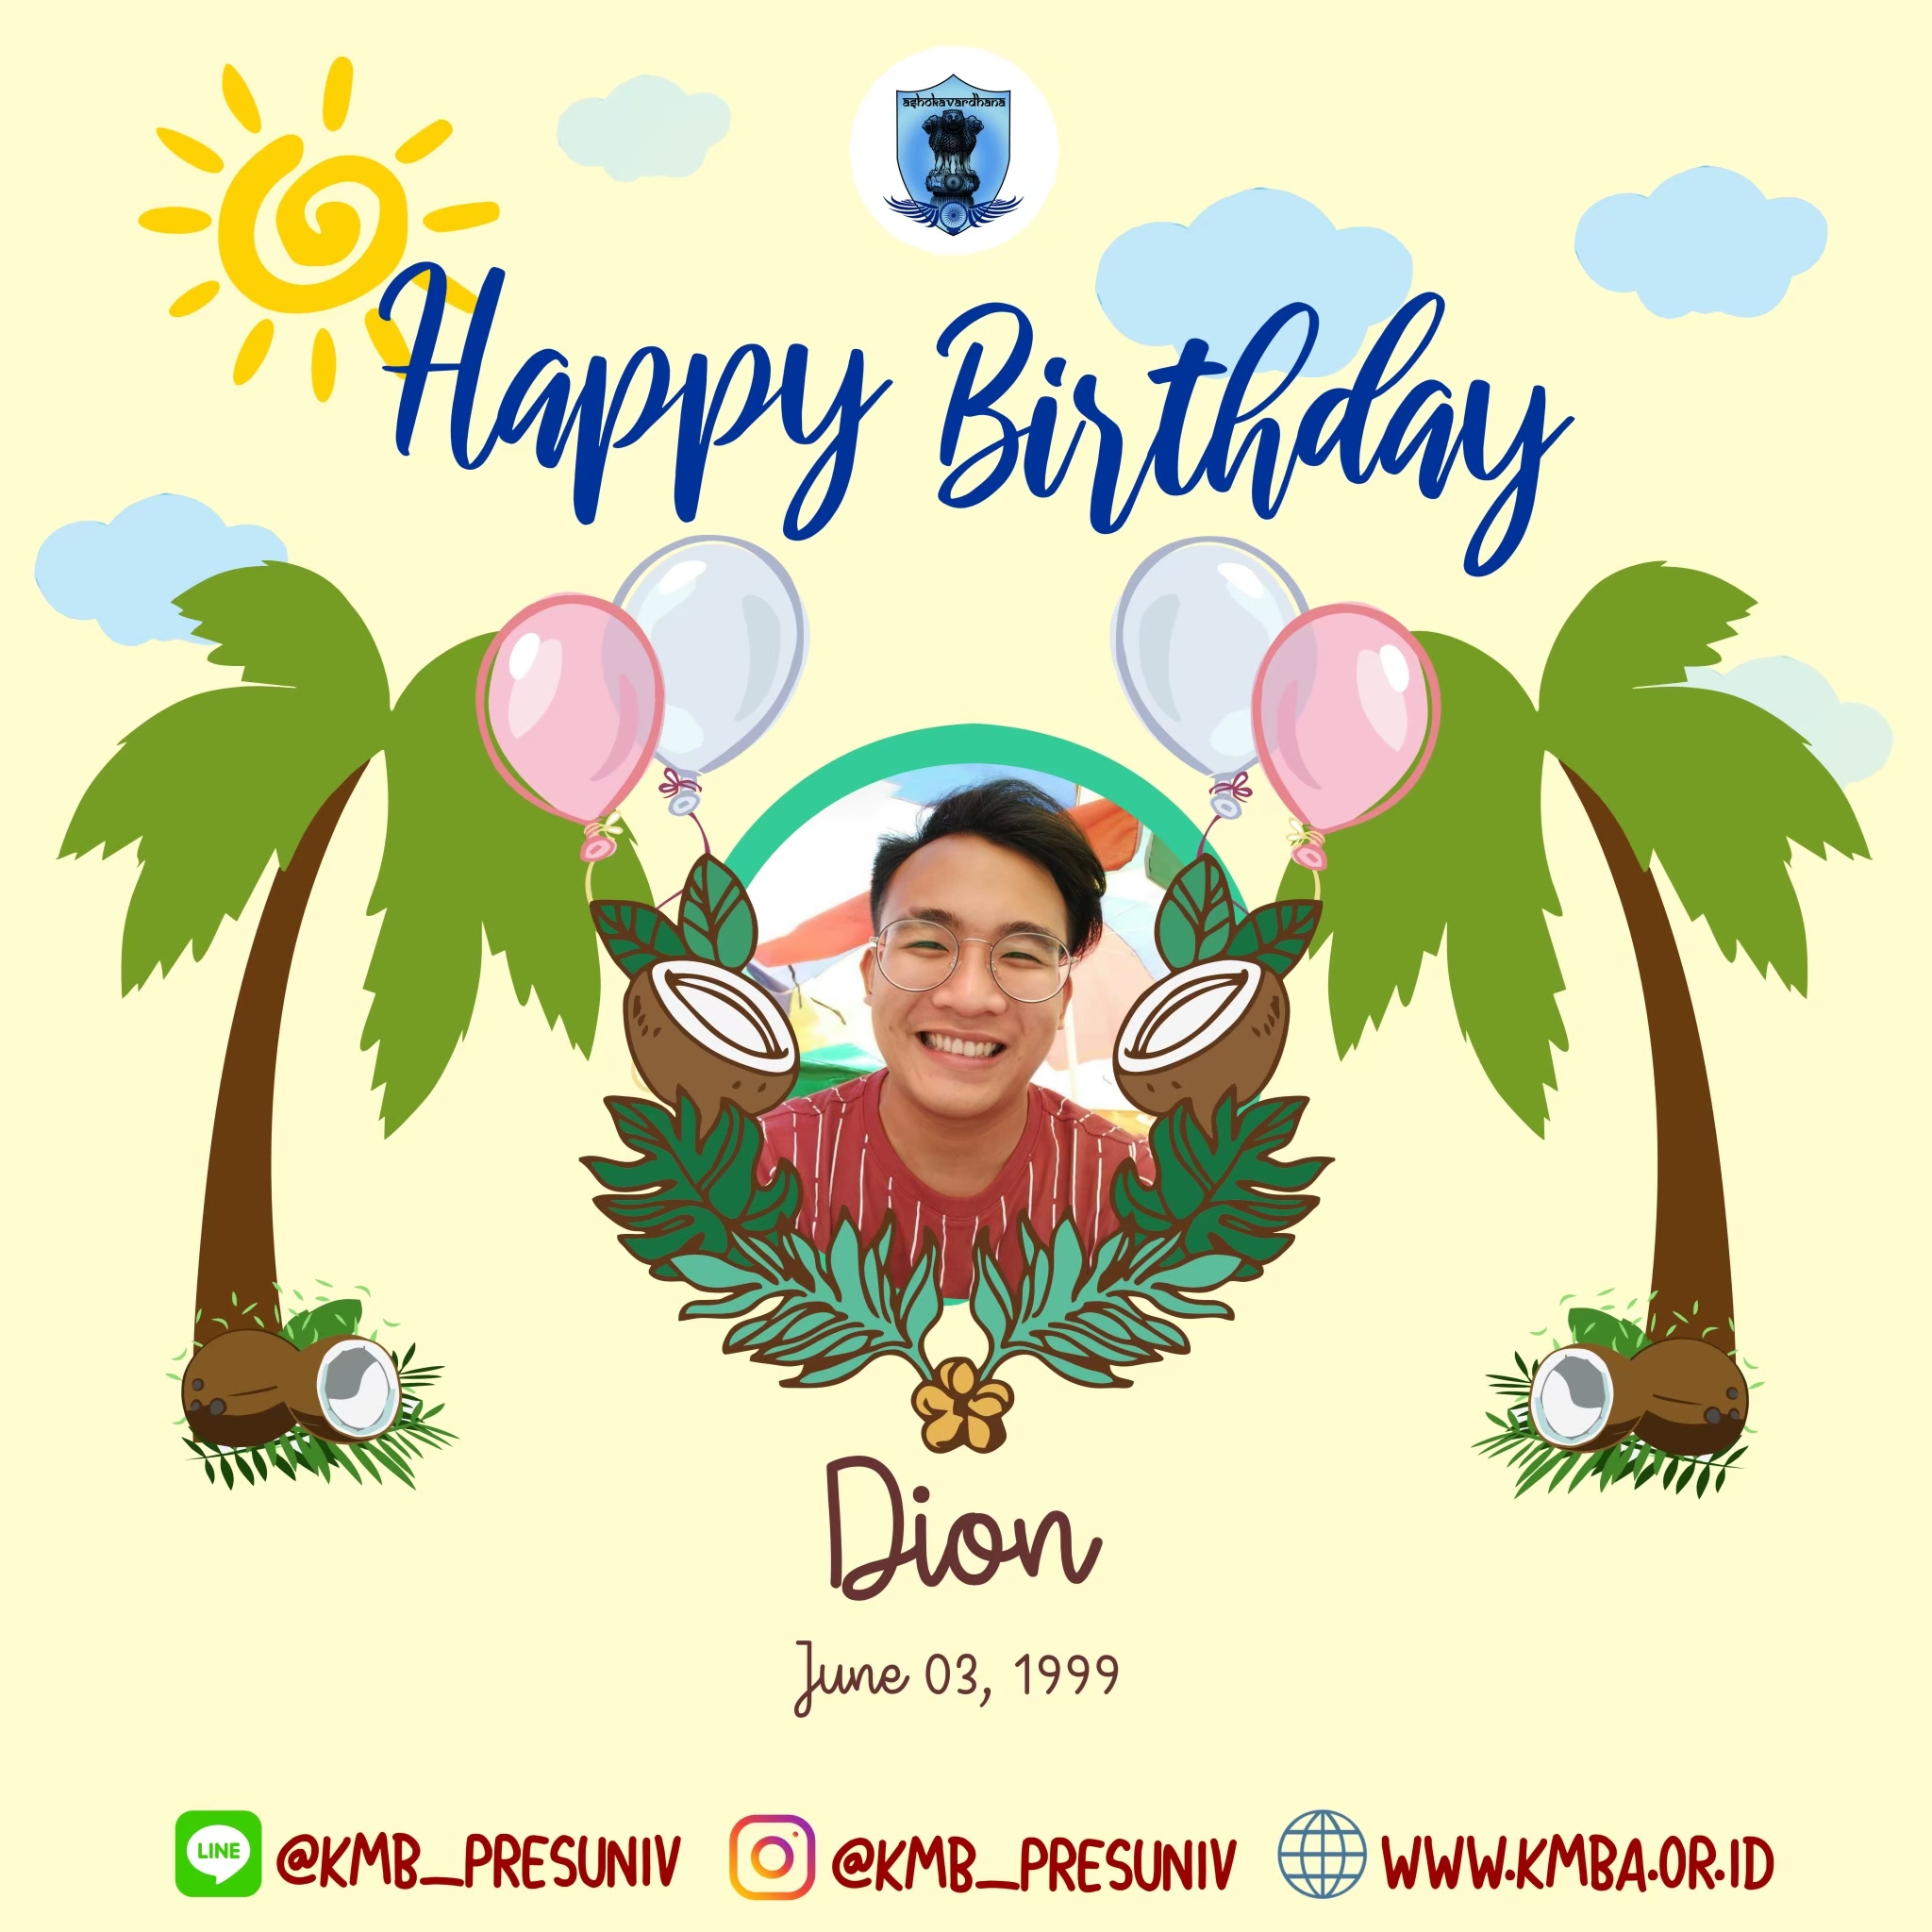 ashokavardhana
Happy Birthday
Dion
June 03, 1999
LINE @KMB_PRESUNIV @KMB_PRESUNIV WWW.KMBA.OR.ID